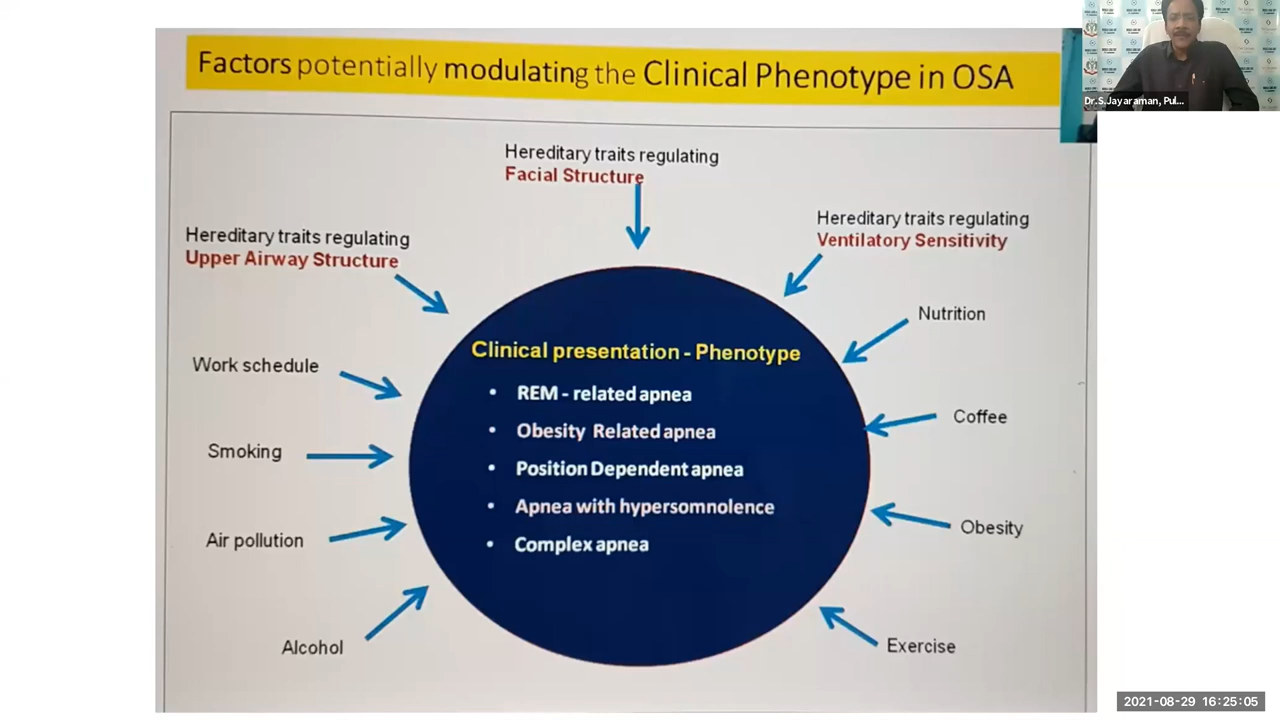 Factors potentially modulating the Clinical Phenotype in OSA
Dr.S.Jayaraman, Pul...
Hereditary traits regulating
Facial Structure
Hereditary traits regulating
Ventilatory Sensitivity
Hereditary traits regulating
Upper Airway Structure
Nutrition
Clinical presentation - Phenotype
Work schedule
• REM - related apnea
Coffee
• Obesity Related apnea
Smoking
• Position Dependent apnea
• Apnea with hypersomnolence
Obesity
Air pollution
• Complex apnea
Alcohol
Exercise
2021-08-29 16:25:05